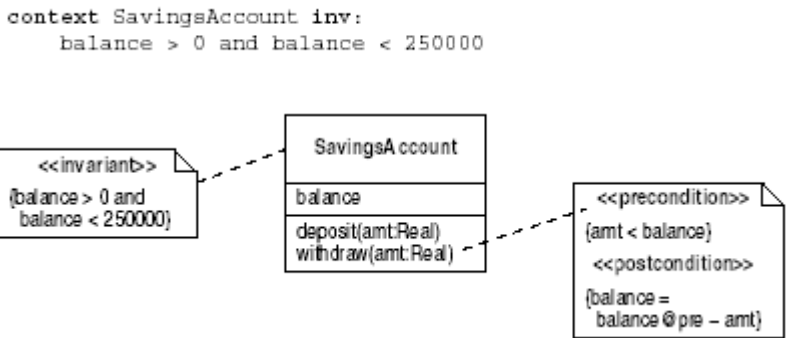 context SavingsAccount inv:
balance > 0 and balance < 250000
<<invariant>>
{balance > 0 and
balance < 250000}
SavingsAccount
balance
deposit(amt:Real)
withdraw(amt:Real)
<<precondition>>
{amt < balance}
<<postcondition>>
{balance =
balance@pre – amt}